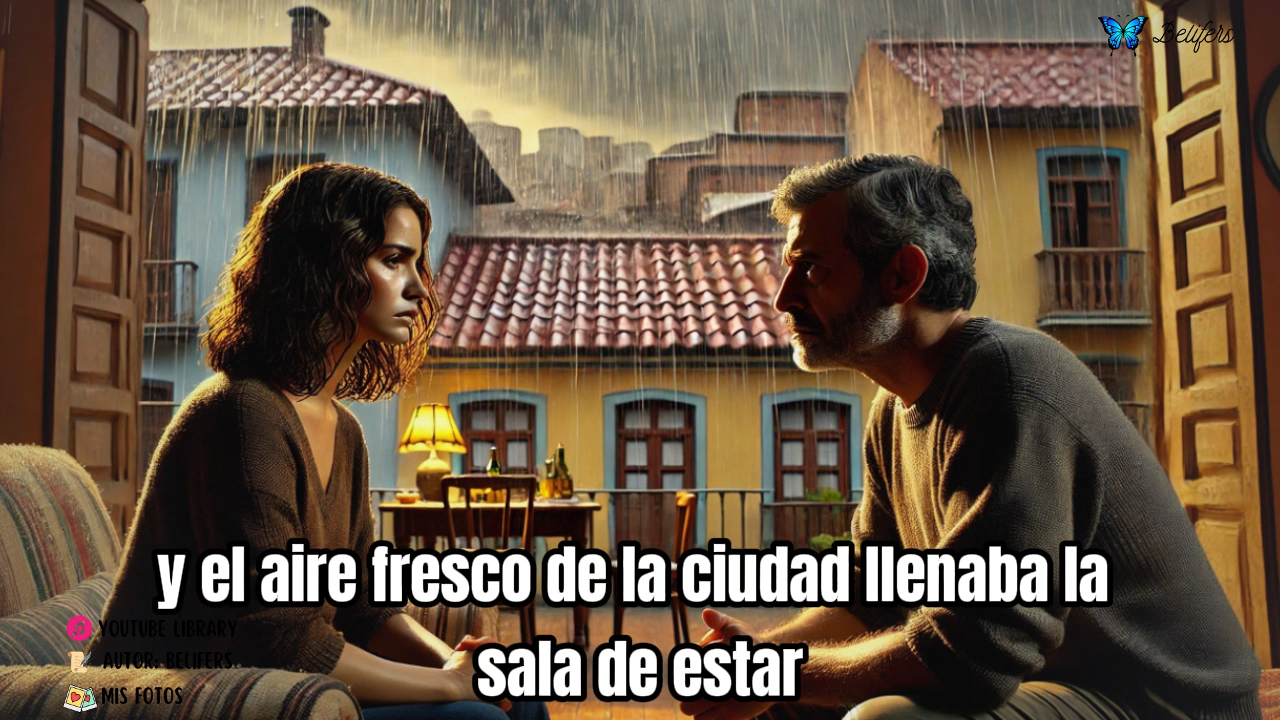 Belifers
y el aire fresco de la ciudad llenaba la
sala de estar
YOUTUBE LIBRARY
AUTOR: BELIFERS.
MIS FOTOS